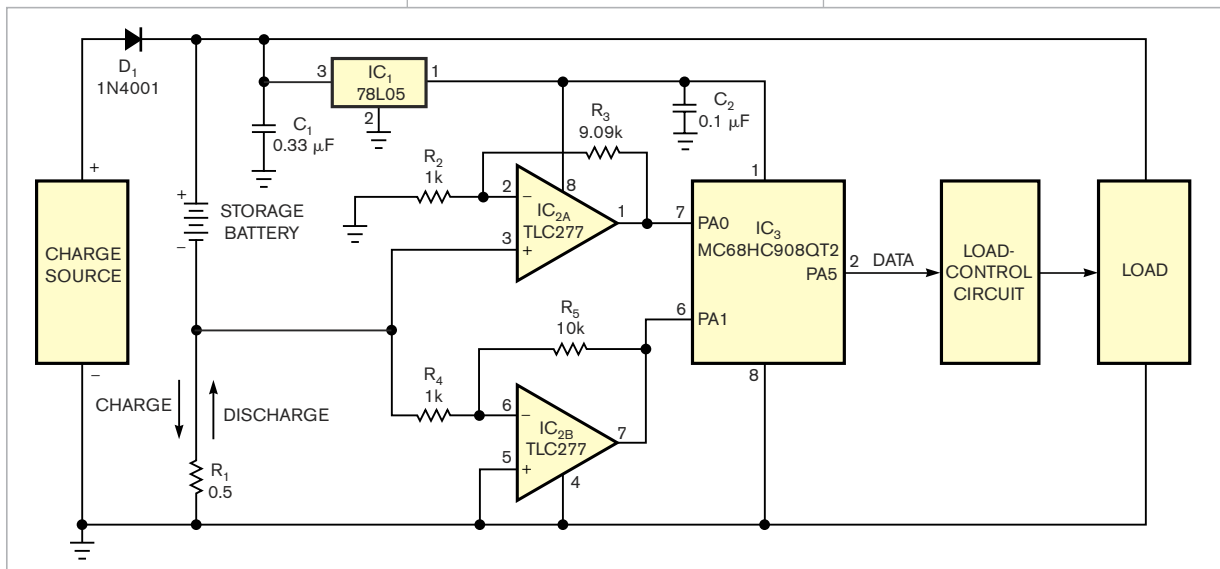 D₁
1N4001
3
IC₁
78L05
1
2
C₁
0.33 µF
C₂
0.1 µF
R₃
9.09k
R₂
1k
+
CHARGE
SOURCE
–
+
–
STORAGE
BATTERY
2
–
8
IC₂A
TLC277
1
3
+
7
PA0
1
IC₃
MC68HC908QT2
PA5
2
DATA
LOAD-
CONTROL
CIRCUIT
LOAD
6
PA1
8
R₅
10k
R₄
1k
6
–
IC₂B
TLC277
7
5
+
4
CHARGE
DISCHARGE
R₁
0.5